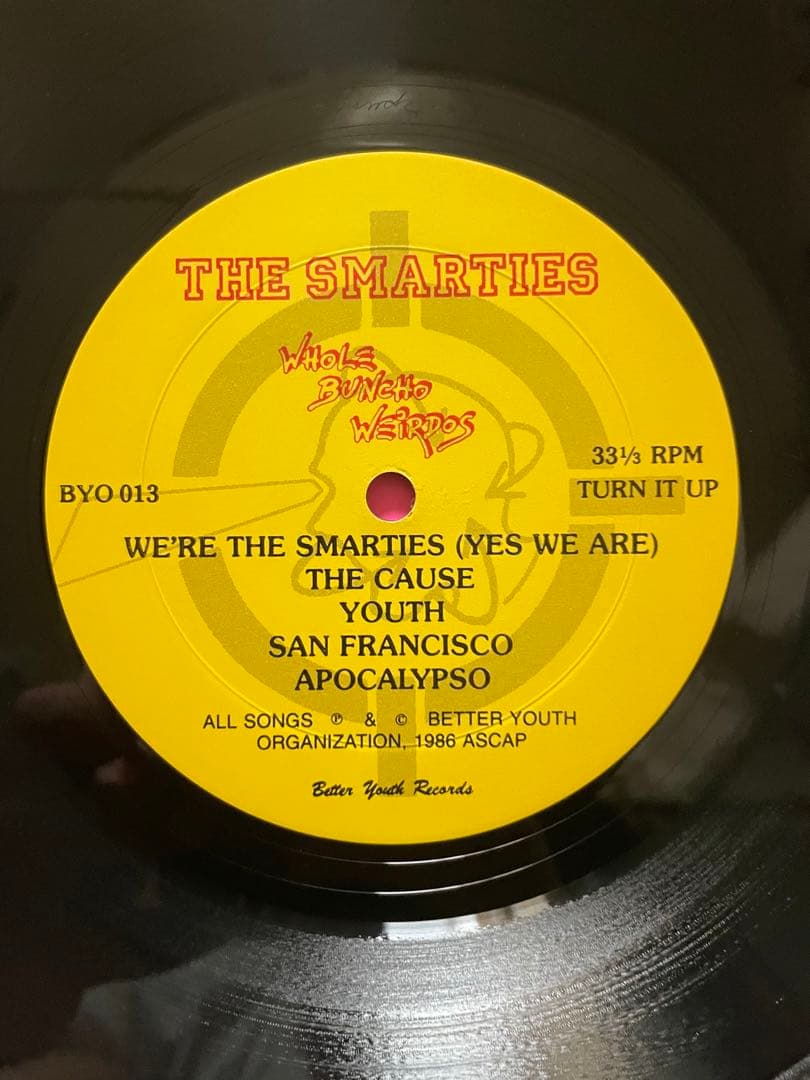 THE SMARTIES
WHOLE
BUNCHO
WEIRDOS
33⅓ RPM
BYO 013
TURN IT UP
WE'RE THE SMARTIES (YES WE ARE)
THE CAUSE
YOUTH
SAN FRANCISCO
APOCALYPSO
ALL SONGS ℗ & © BETTER YOUTH
ORGANIZATION, 1986 ASCAP
Better Youth Records